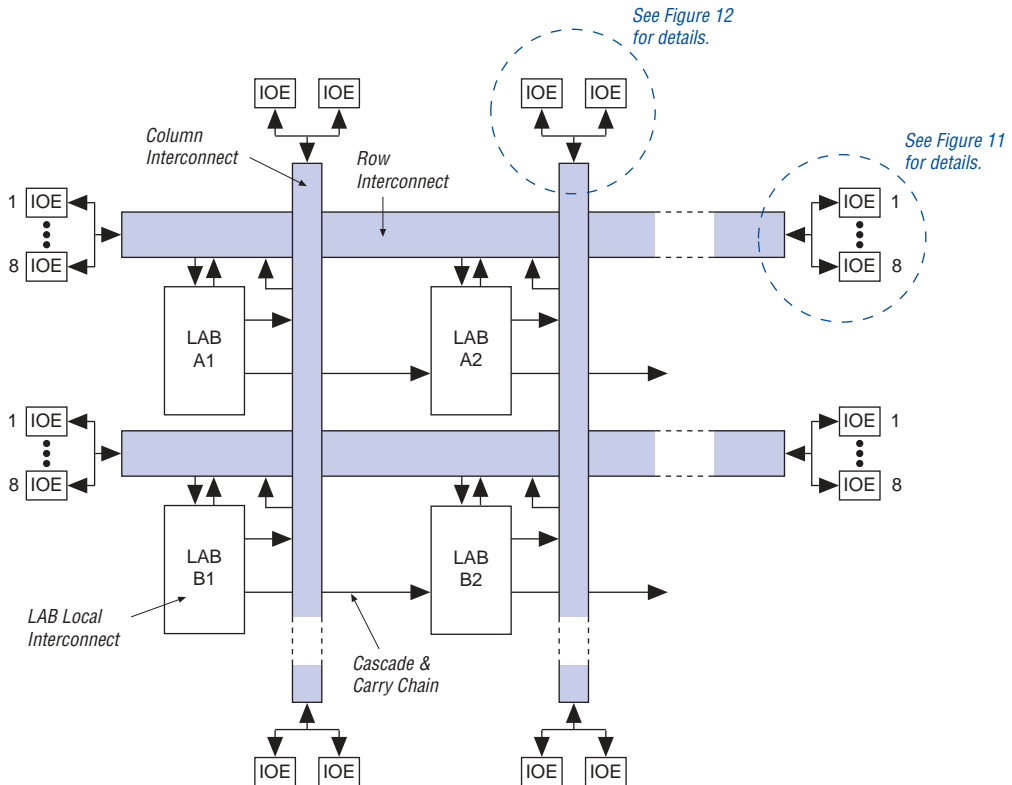 See Figure 12
for details.
IOE IOE IOE IOE
Column
Interconnect
Row
Interconnect
See Figure 11
for details.
1 IOE
8 IOE
IOE 1
IOE 8
LAB
A1
LAB
A2
1 IOE
8 IOE
IOE 1
IOE 8
LAB
B1
LAB
B2
LAB Local
Interconnect
Cascade &
Carry Chain
IOE IOE IOE IOE